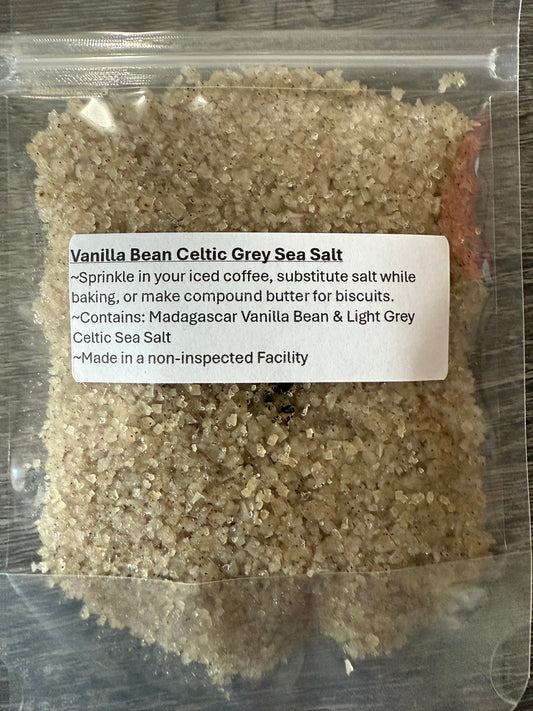 Vanilla Bean Celtic Grey Sea Salt
~Sprinkle in your iced coffee, substitute salt while
baking, or make compound butter for biscuits.
~Contains: Madagascar Vanilla Bean & Light Grey
Celtic Sea Salt
~Made in a non-inspected Facility